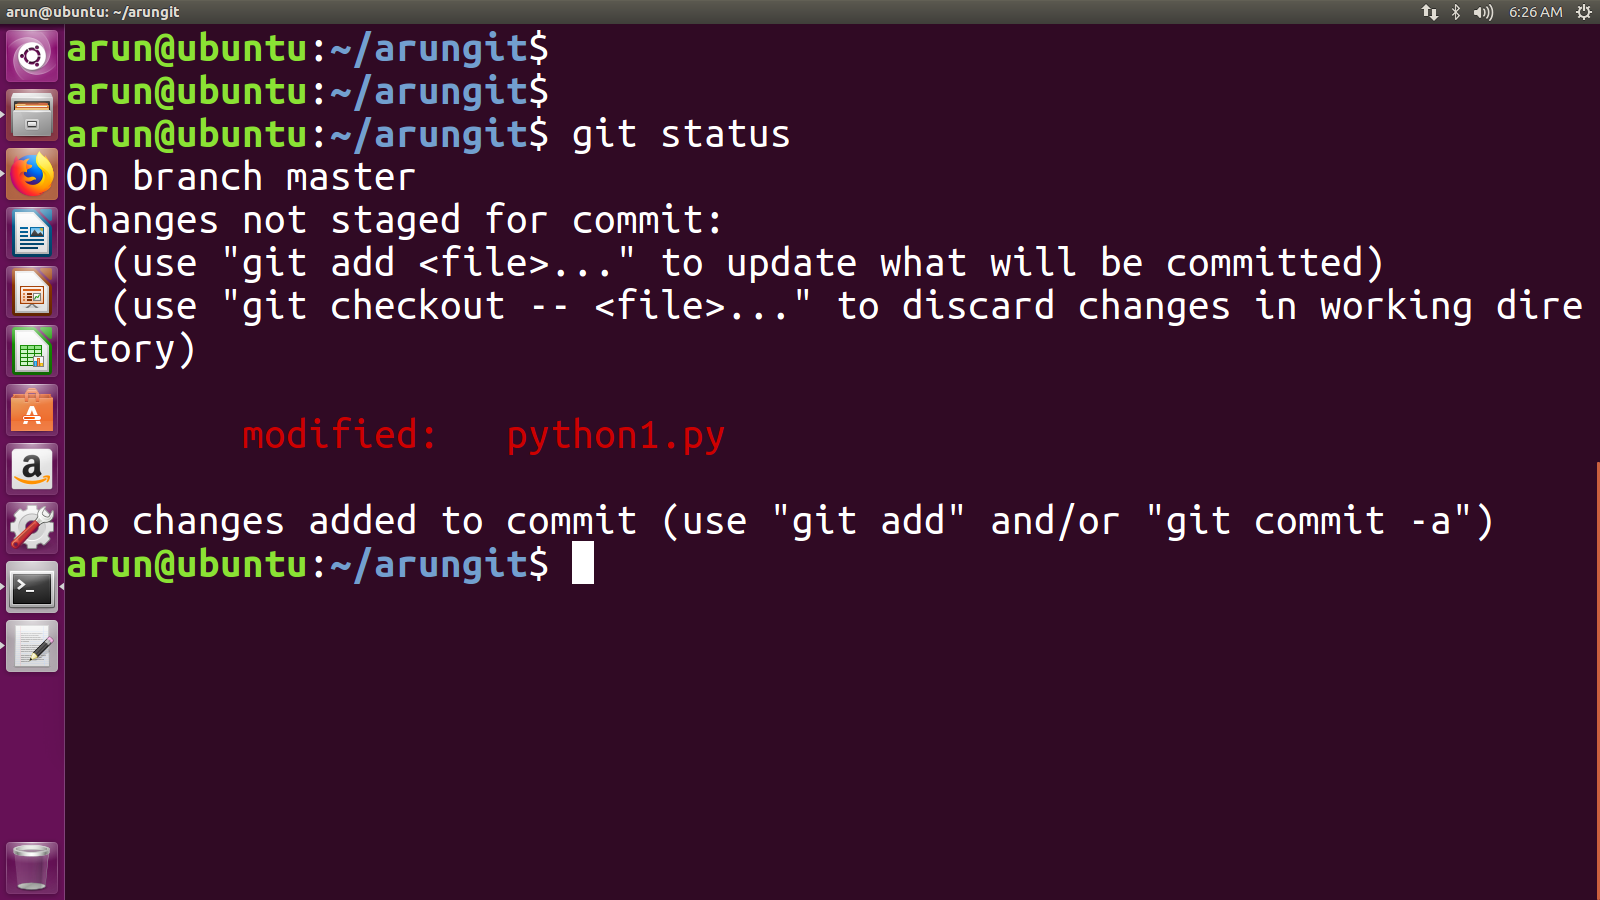 arun@ubuntu: ~/arungit
6:26 AM
arun@ubuntu:~/arungit$
arun@ubuntu:~/arungit$
arun@ubuntu:~/arungit$ git status
On branch master
Changes not staged for commit:
  (use "git add <file>..." to update what will be committed)
  (use "git checkout -- <file>..." to discard changes in working dire
ctory)
        modified:   python1.py
no changes added to commit (use "git add" and/or "git commit -a")
arun@ubuntu:~/arungit$